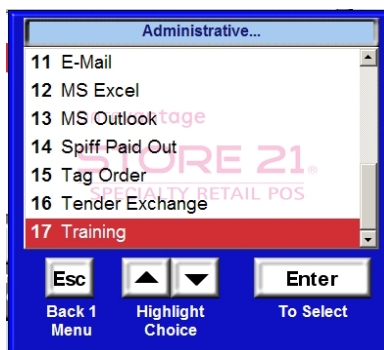 Administrative...
11 E-Mail
12 MS Excel
13 MS Outlook
14 Spiff Paid Out
15 Tag Order
16 Tender Exchange
17 Training
STORE 21®
SPECIALTY RETAIL POS
Esc
Enter
Back 1
Menu
Highlight
Choice
To Select